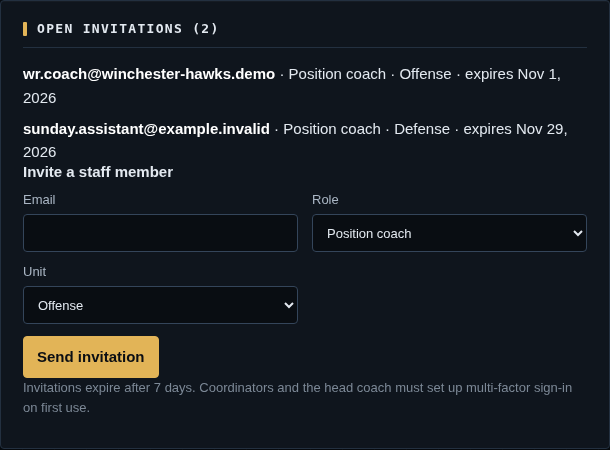 OPEN INVITATIONS (2)
wr.coach@winchester-hawks.demo · Position coach · Offense · expires Nov 1,
2026
sunday.assistant@example.invalid · Position coach · Defense · expires Nov 29,
2026
Invite a staff member
Email Role
Position coach
Unit
Offense
Send invitation
Invitations expire after 7 days. Coordinators and the head coach must set up multi-factor sign-in
on first use.